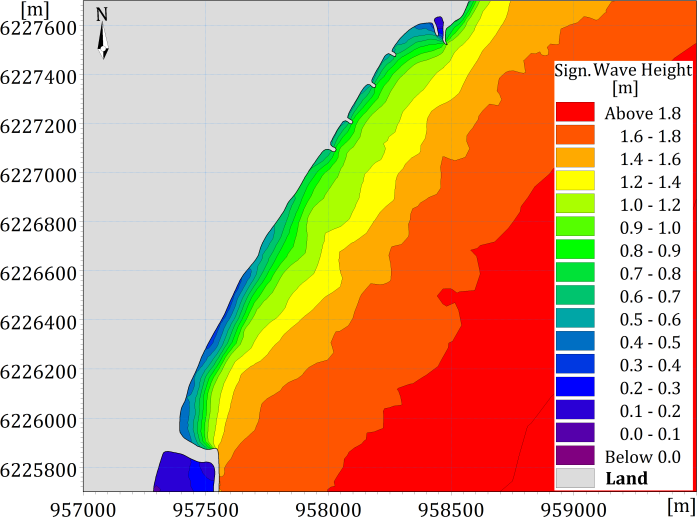 [m]
N
6227600
6227400
6227200
6227000
6226800
6226600
6226400
6226200
6226000
6225800
957000
957500
958000
958500
959000
[m]
Sign. Wave Height
[m]
Above 1.8
1.6 - 1.8
1.4 - 1.6
1.2 - 1.4
1.0 - 1.2
0.9 - 1.0
0.8 - 0.9
0.7 - 0.8
0.6 - 0.7
0.5 - 0.6
0.4 - 0.5
0.3 - 0.4
0.2 - 0.3
0.1 - 0.2
0.0 - 0.1
Below 0.0
Land